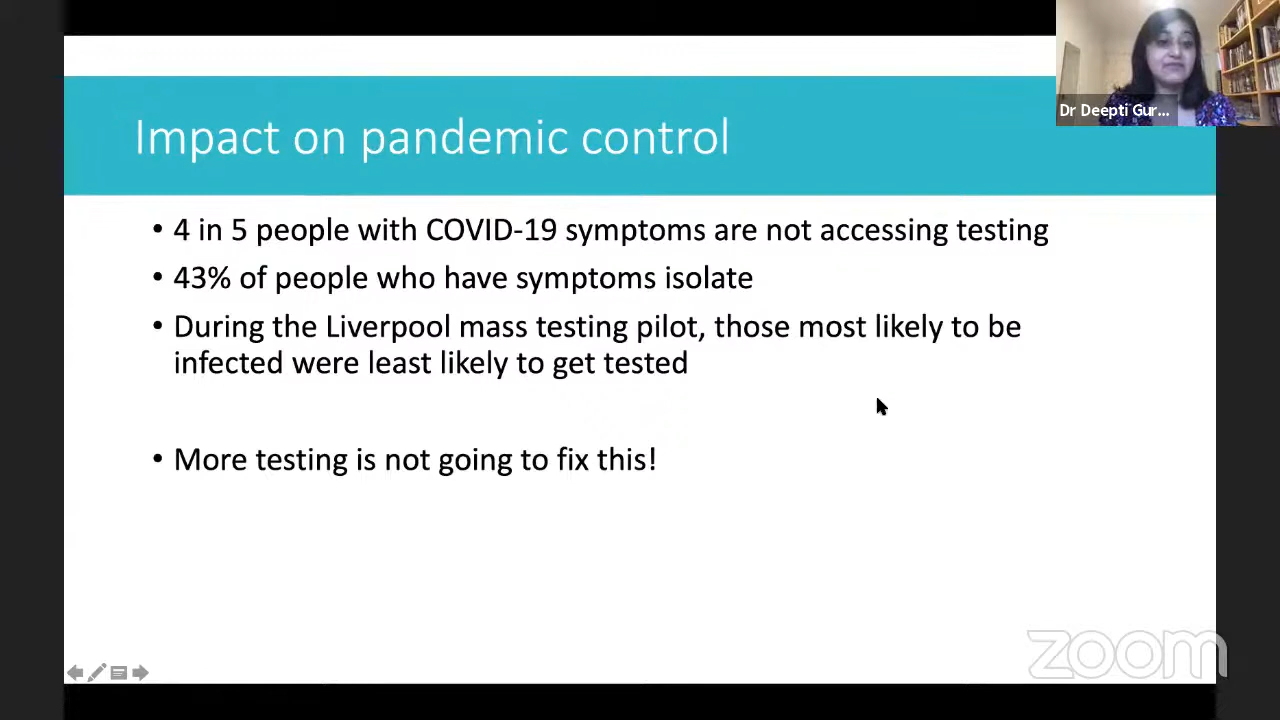 Dr Deepti Gur...
Impact on pandemic control
• 4 in 5 people with COVID-19 symptoms are not accessing testing
• 43% of people who have symptoms isolate
• During the Liverpool mass testing pilot, those most likely to be
infected were least likely to get tested
• More testing is not going to fix this!
zoom